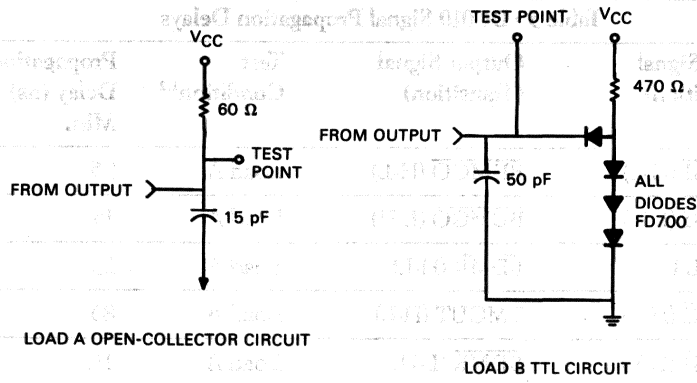 VCC
60 Ω
TEST
POINT
FROM OUTPUT
15 pF
LOAD A OPEN-COLLECTOR CIRCUIT
TEST POINT
VCC
470 Ω
FROM OUTPUT
50 pF
ALL
DIODES
FD700
LOAD B TTL CIRCUIT